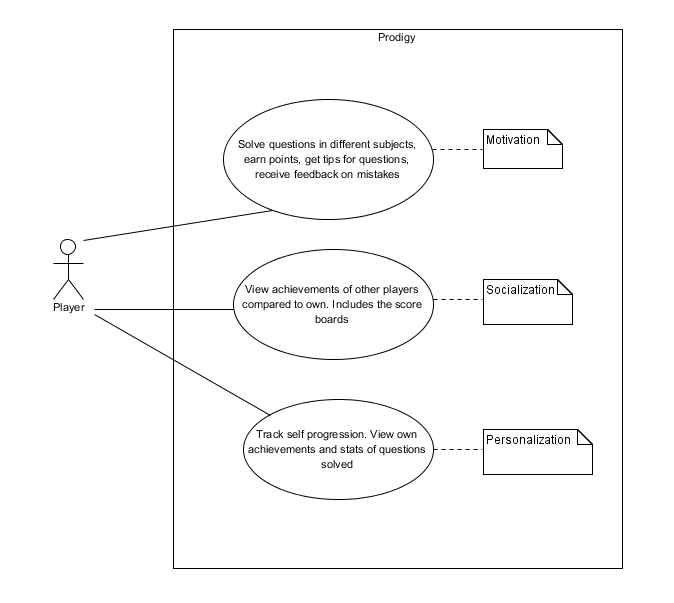 Prodigy
Solve questions in different subjects,
earn points, get tips for questions,
receive feedback on mistakes
Motivation
Player
View achievements of other players
compared to own. Includes the score
boards
Socialization
Track self progression. View own
achievements and stats of questions
solved
Personalization